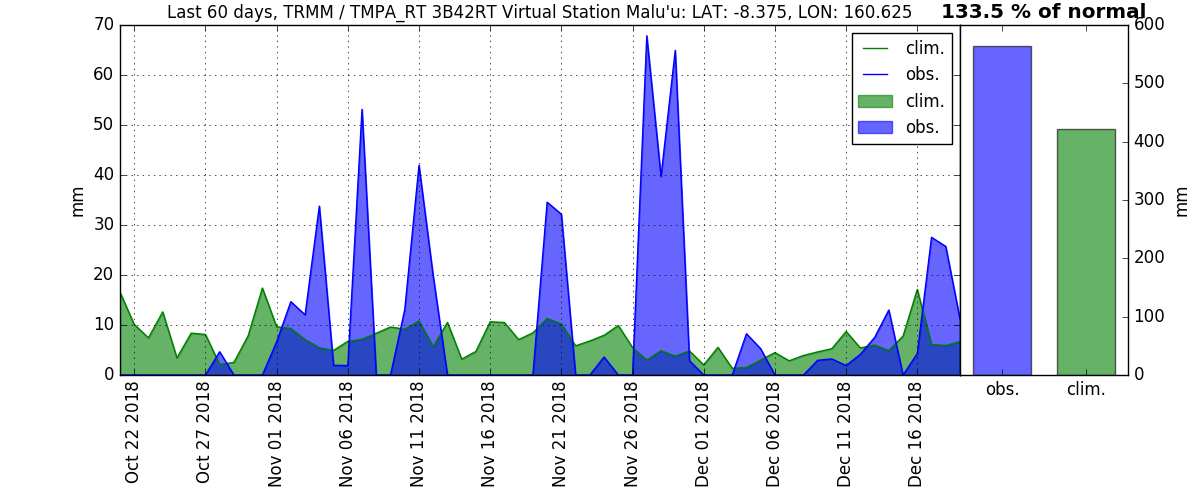 Last 60 days, TRMM / TMPA_RT 3B42RT Virtual Station Malu'u: LAT: -8.375, LON: 160.625
133.5 % of normal
70
60
50
40
30
20
10
0
mm
clim.
obs.
clim.
obs.
600
500
400
300
200
100
0
mm
obs.
clim.
Oct 22 2018
Oct 27 2018
Nov 01 2018
Nov 06 2018
Nov 11 2018
Nov 16 2018
Nov 21 2018
Nov 26 2018
Dec 01 2018
Dec 06 2018
Dec 11 2018
Dec 16 2018